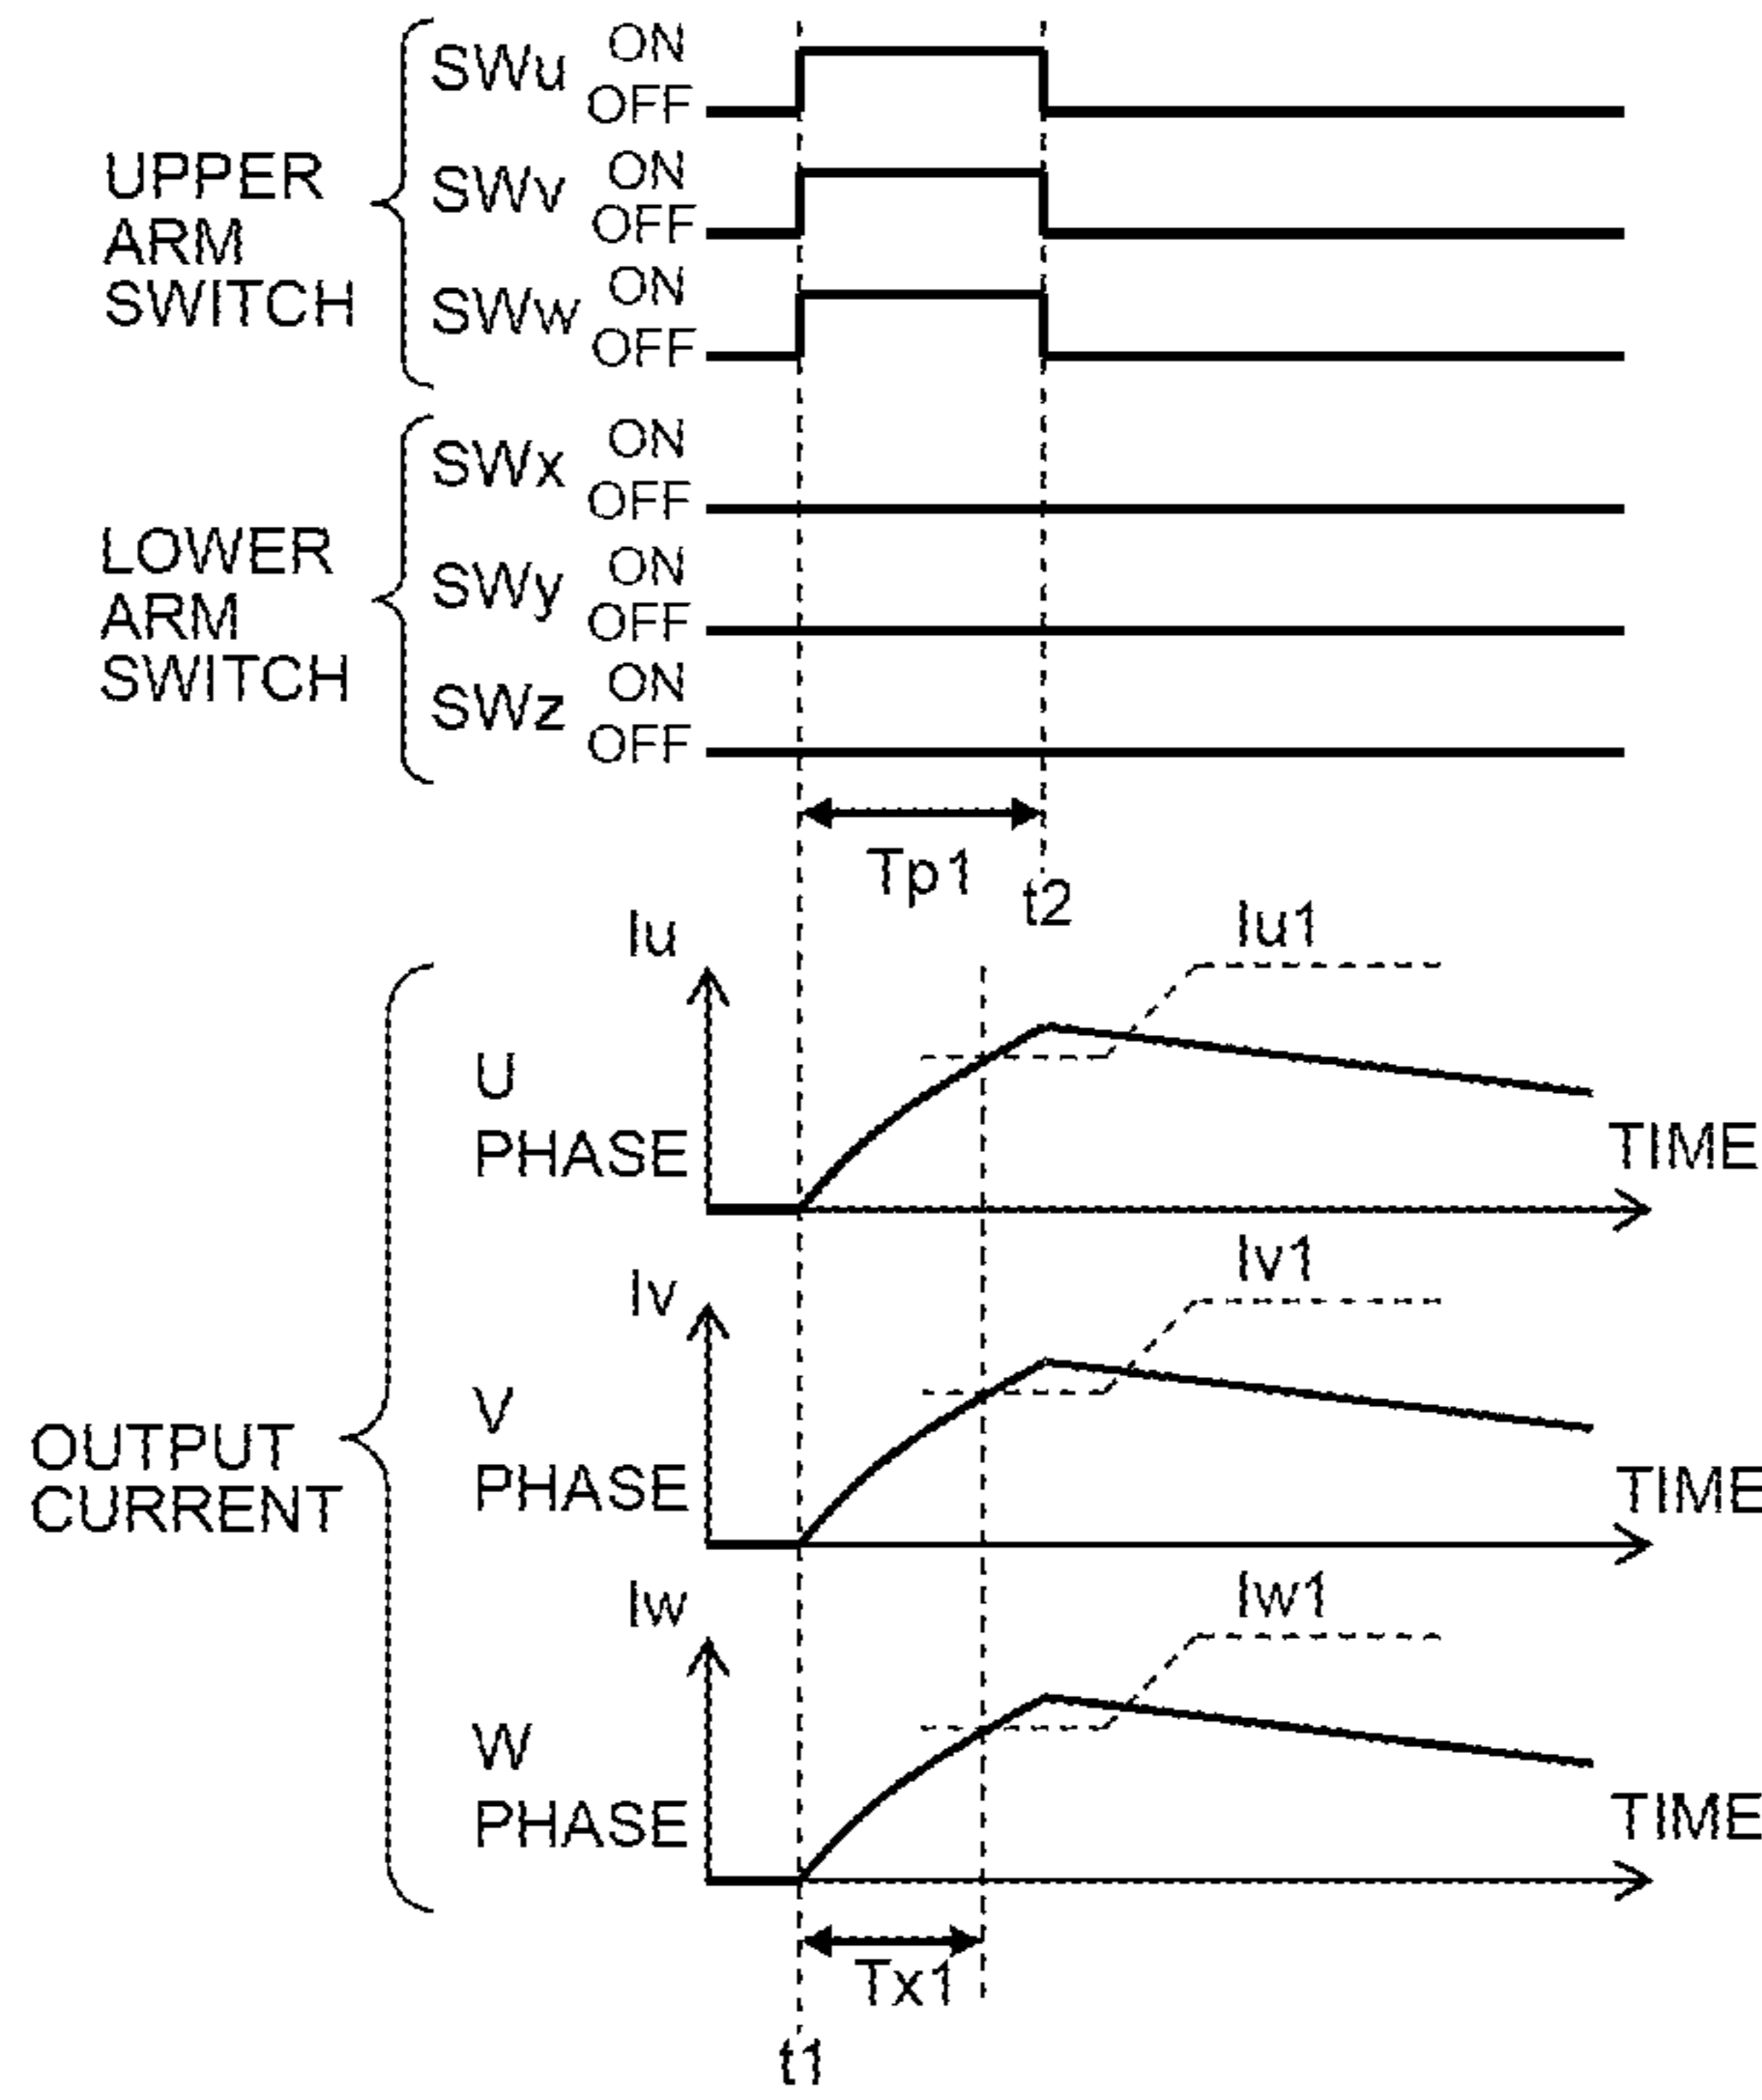 UPPER
ARM
SWITCH
SWu ON
OFF
SWv ON
OFF
SWw ON
OFF
LOWER
ARM
SWITCH
SWx ON
OFF
SWy ON
OFF
SWz ON
OFF
Tp1
t2
OUTPUT
CURRENT
Iu
Iu1
U
PHASE
TIME
Iv
Iv1
V
PHASE
TIME
Iw
Iw1
W
PHASE
TIME
Tx1
t1